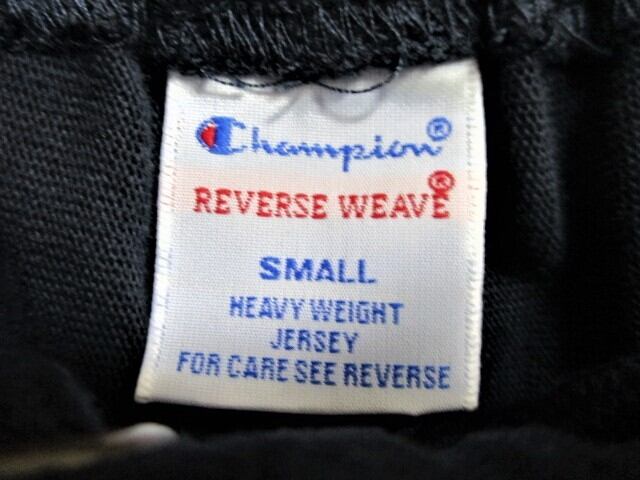 Champion®
REVERSE WEAVE®
SMALL
HEAVY WEIGHT
JERSEY
FOR CARE SEE REVERSE